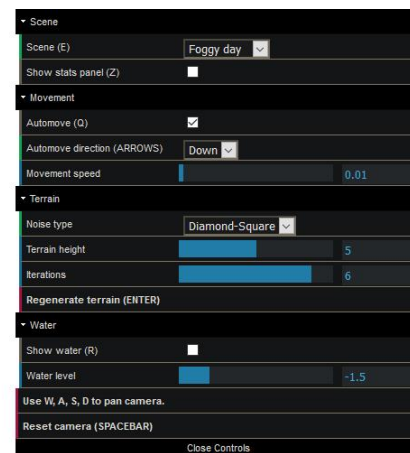 Scene
Scene (E) Foggy day
Show stats panel (Z)
Movement
Automove (Q)
Automove direction (ARROWS) Down
Movement speed 0.01
Terrain
Noise type Diamond-Square
Terrain height 5
Iterations 6
Regenerate terrain (ENTER)
Water
Show water (R)
Water level -1.5
Use W, A, S, D to pan camera.
Reset camera (SPACEBAR)
Close Controls